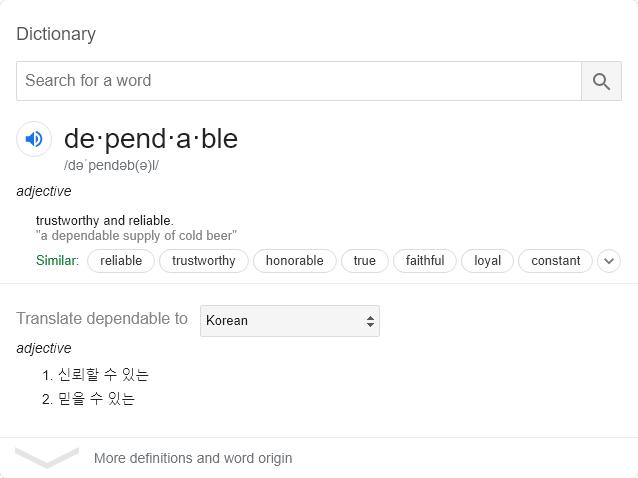 Dictionary
Search for a word
de·pend·a·ble
/dəˈpendəb(ə)l/
adjective
trustworthy and reliable.
"a dependable supply of cold beer"
Similar: reliable trustworthy honorable true faithful loyal constant
Translate dependable to Korean
adjective
1. 신뢰할 수 있는
2. 믿을 수 있는
More definitions and word origin